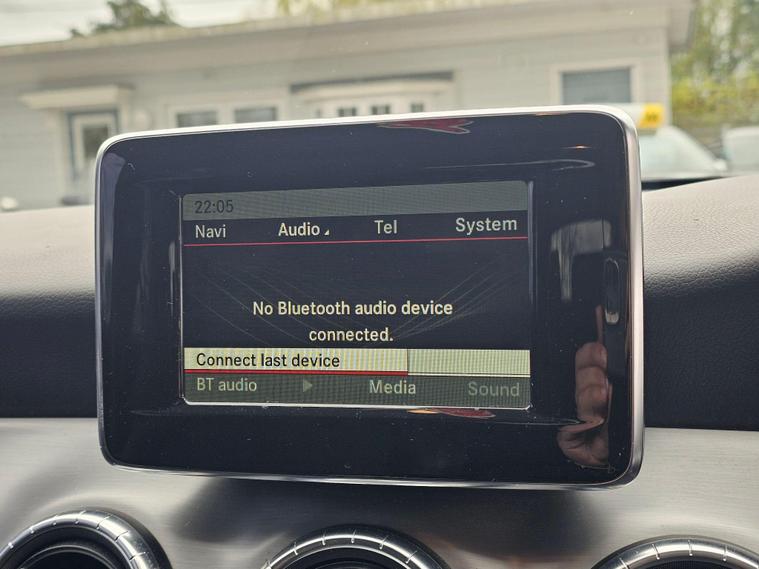 22:05
Navi Audio Tel System
No Bluetooth audio device
connected.
Connect last device
BT audio Media Sound